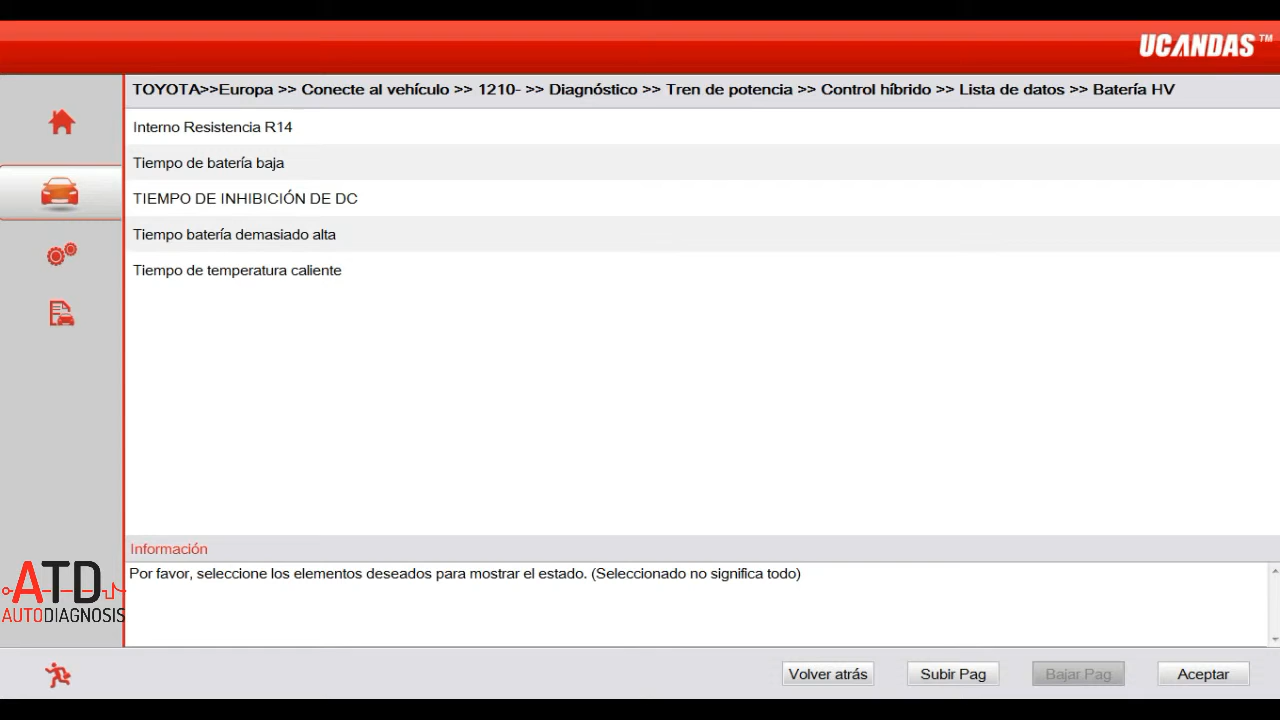 UCANDAS™
TOYOTA>>Europa >> Conecte al vehículo >> 1210- >> Diagnóstico >> Tren de potencia >> Control híbrido >> Lista de datos >> Batería HV
Interno Resistencia R14
Tiempo de batería baja
TIEMPO DE INHIBICIÓN DE DC
Tiempo batería demasiado alta
Tiempo de temperatura caliente
Información
Por favor, seleccione los elementos deseados para mostrar el estado. (Seleccionado no significa todo)
ATD
AUTODIAGNOSIS
Volver atrás
Subir Pag
Bajar Pag
Aceptar